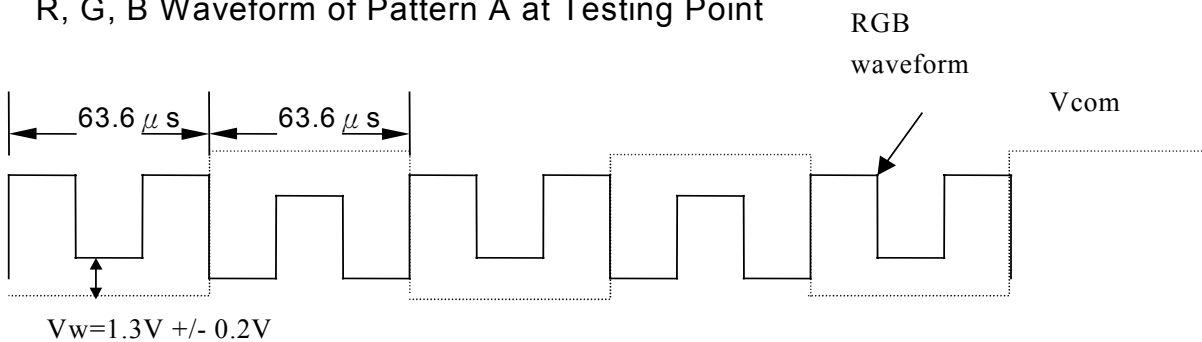 R, G, B Waveform of Pattern A at Testing Point
RGB
waveform
Vcom
63.6 μ s
63.6 μ s
Vw=1.3V +/- 0.2V